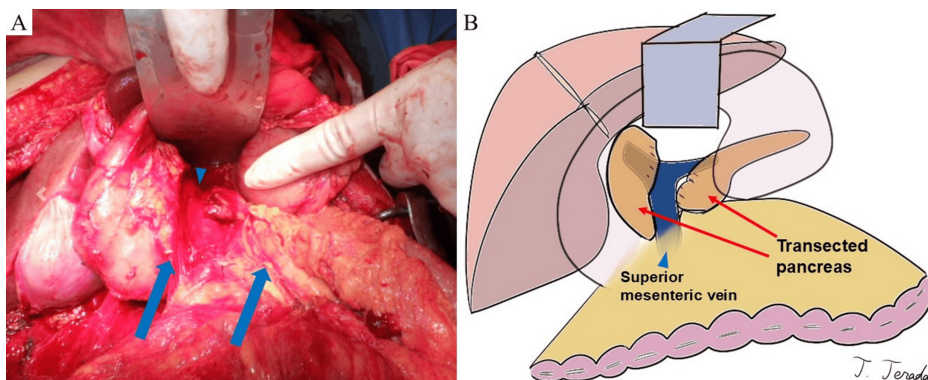 A
B
Transected
pancreas
Superior
mesenteric vein
T. Terada